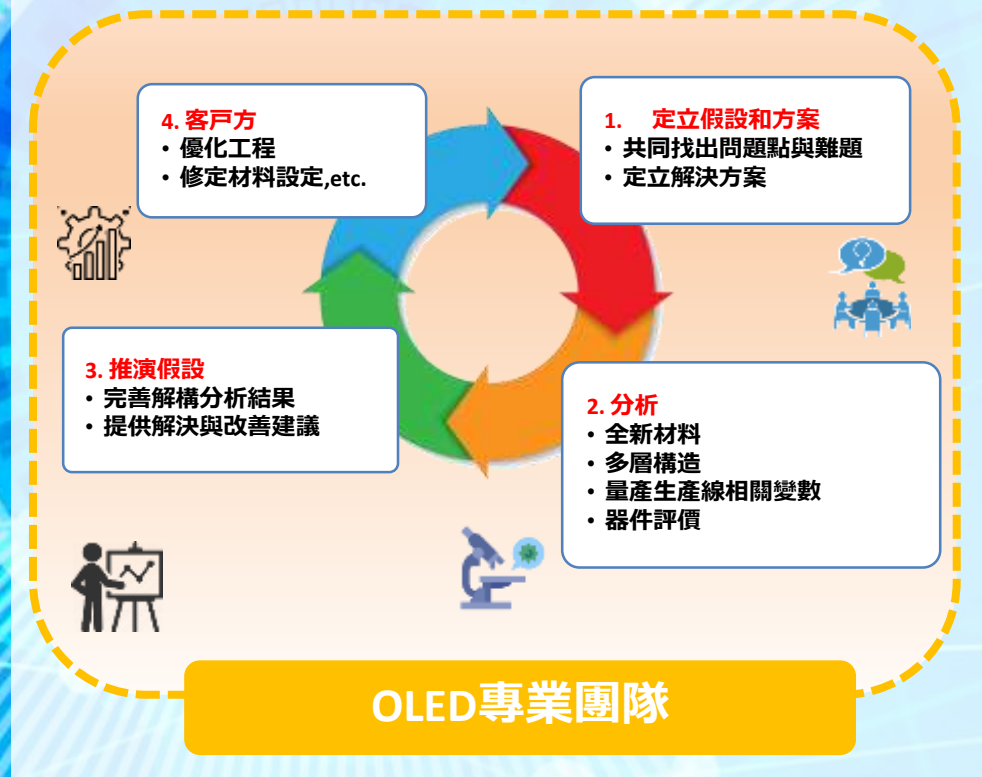 4. 客戸方
• 優化工程
• 修定材料設定,etc.
1. 定立假設和方案
• 共同找出問題點與難題
• 定立解決方案
3. 推演假設
• 完善解構分析結果
• 提供解決與改善建議
2. 分析
• 全新材料
• 多層構造
• 量產生產線相關變數
• 器件評價
OLED專業團隊